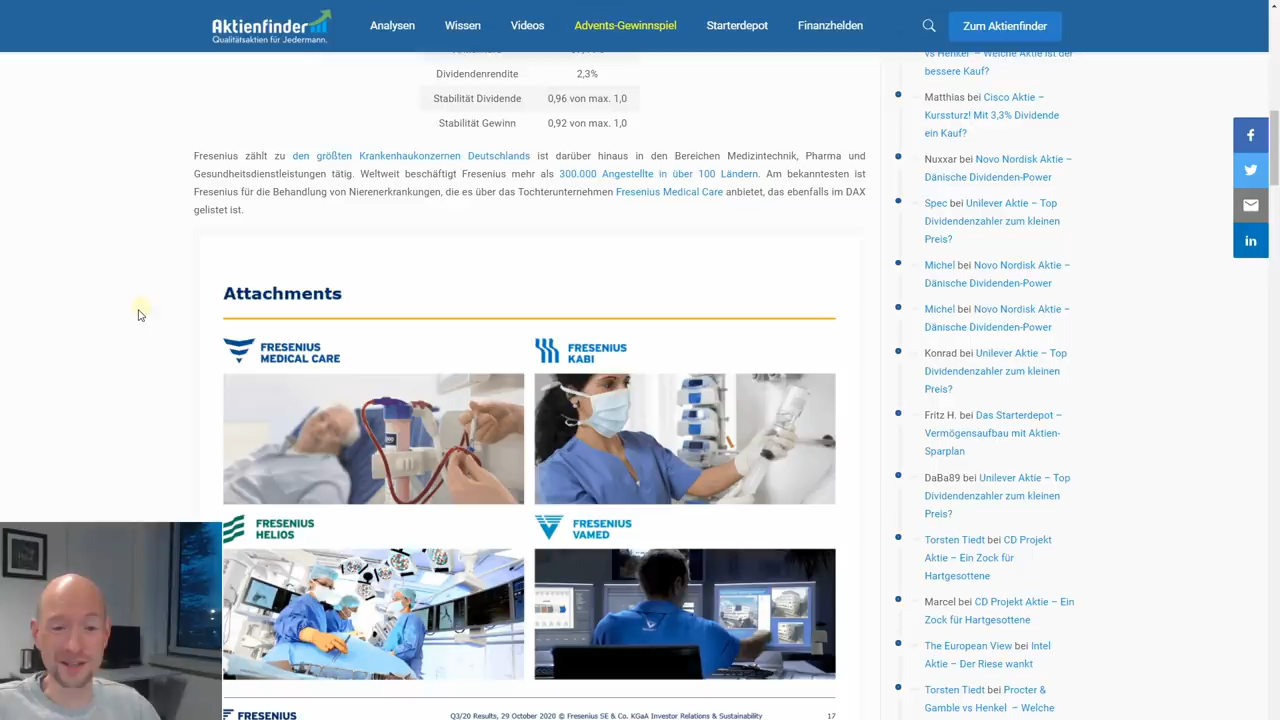 Aktienfinder
Qualitätsaktien für Jedermann.
Analysen
Wissen
Videos
Advents-Gewinnspiel
Starterdepot
Finanzhelden
Zum Aktienfinder
Dividendenrendite 2,3%
Stabilität Dividende 0,96 von max. 1,0
Stabilität Gewinn 0,92 von max. 1,0
Fresenius zählt zu den größten Krankenhauskonzernen Deutschlands ist darüber hinaus in den Bereichen Medizintechnik, Pharma und
Gesundheitsdienstleistungen tätig. Weltweit beschäftigt Fresenius mehr als 300.000 Angestellte in über 100 Ländern. Am bekanntesten ist
Fresenius für die Behandlung von Nierenerkrankungen, die es über das Tochterunternehmen Fresenius Medical Care anbietet, das ebenfalls im DAX
gelistet ist.
Attachments
FRESENIUS
MEDICAL CARE
FRESENIUS
KABI
FRESENIUS
HELIOS
FRESENIUS
VAMED
FRESENIUS
Q3/20 Results, 29 October 2020 © Fresenius SE & Co. KGaA Investor Relations & Sustainability
17
vs Henkel – Welche Aktie ist der
bessere Kauf?
Matthias bei Cisco Aktie –
Kurssturz! Mit 3,3% Dividende
ein Kauf?
Nuxxar bei Novo Nordisk Aktie –
Dänische Dividenden-Power
Spec bei Unilever Aktie – Top
Dividendenzahler zum kleinen
Preis?
Michel bei Novo Nordisk Aktie –
Dänische Dividenden-Power
Michel bei Novo Nordisk Aktie –
Dänische Dividenden-Power
Konrad bei Unilever Aktie – Top
Dividendenzahler zum kleinen
Preis?
Fritz H. bei Das Starterdepot –
Vermögensaufbau mit Aktien-
Sparplan
DaBa89 bei Unilever Aktie – Top
Dividendenzahler zum kleinen
Preis?
Torsten Tiedt bei CD Projekt
Aktie – Ein Zock für
Hartgesottene
Marcel bei CD Projekt Aktie – Ein
Zock für Hartgesottene
The European View bei Intel
Aktie – Der Riese wankt
Torsten Tiedt bei Procter &
Gamble vs Henkel – Welche